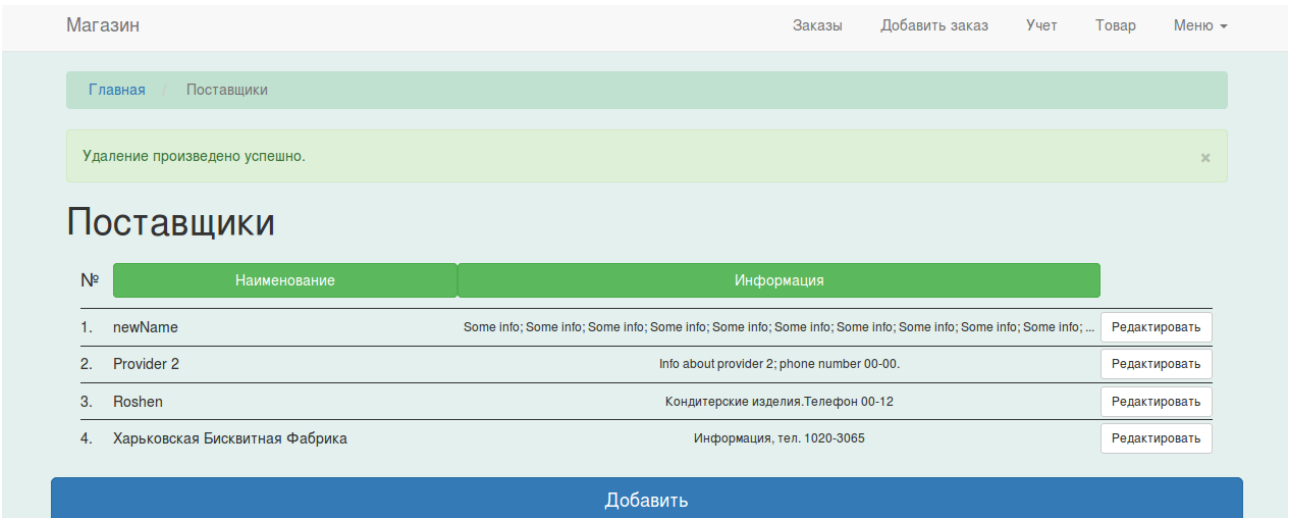 Магазин Заказы Добавить заказ Учет Товар Меню
Главная / Поставщики
Удаление произведено успешно. ×
Поставщики
№ Наименование Информация
1. newName Some info; Some info; Some info; Some info; Some info; Some info; Some info; Some info; Some info; Some info; ... Редактировать
2. Provider 2 Info about provider 2; phone number 00-00. Редактировать
3. Roshen Кондитерские изделия.Телефон 00-12 Редактировать
4. Харьковская Бисквитная Фабрика Информация, тел. 1020-3065 Редактировать
Добавить